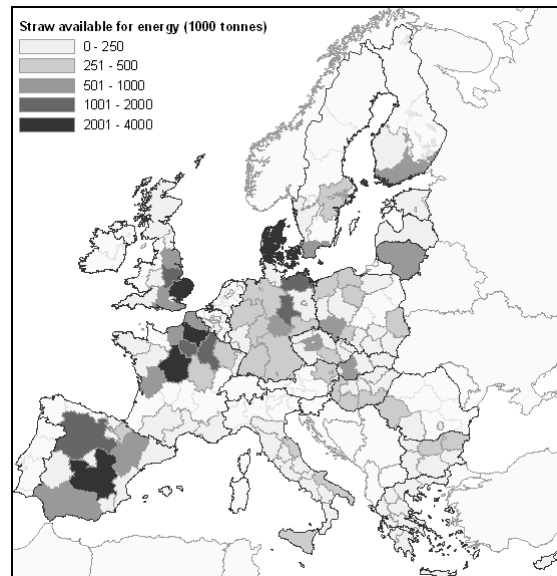 Straw available for energy (1000 tonnes)
0 - 250
251 - 500
501 - 1000
1001 - 2000
2001 - 4000